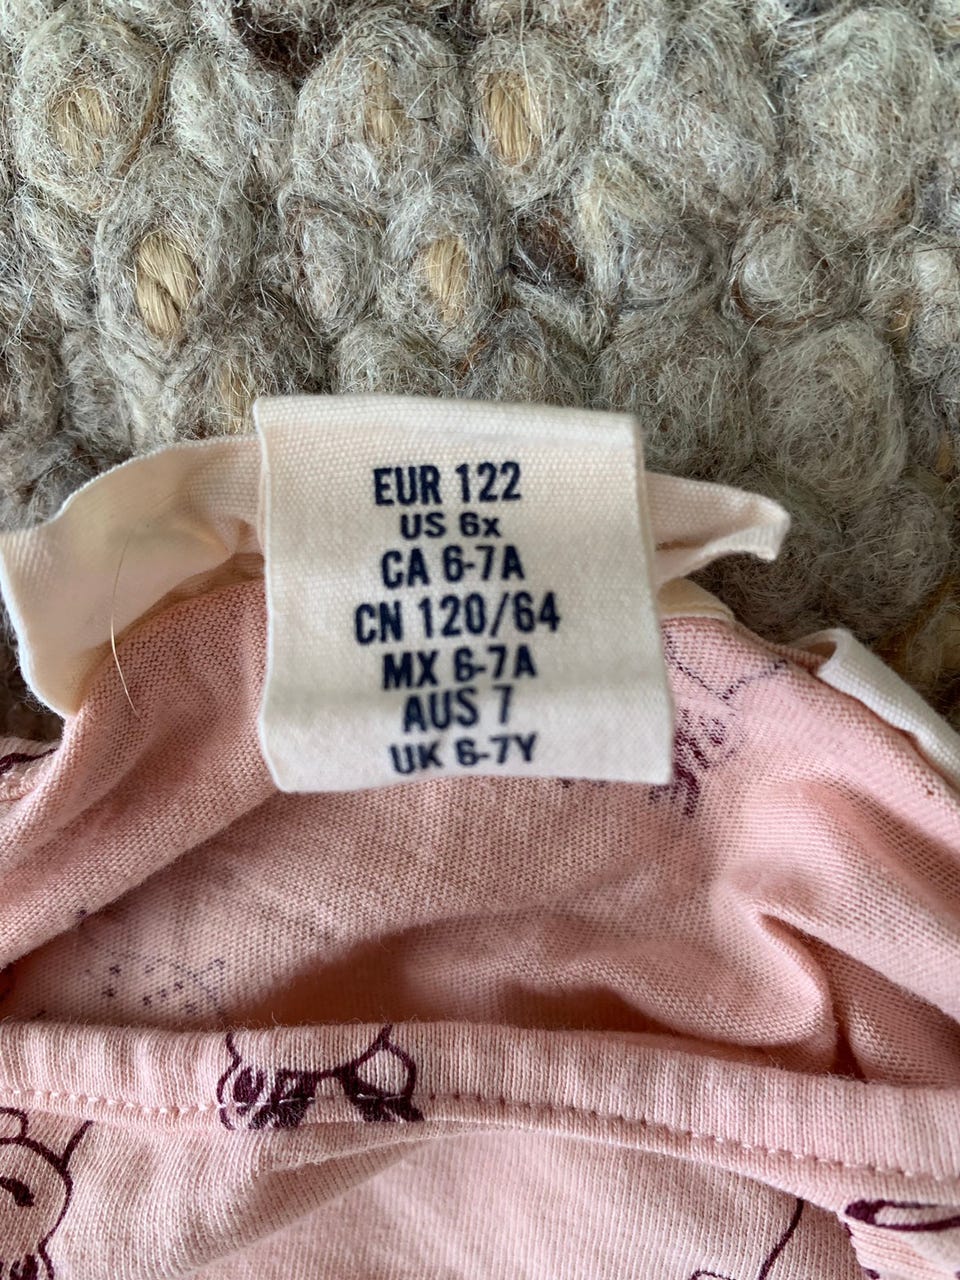 EUR 122
US 6x
CA 6-7A
CN 120/64
MX 6-7A
AUS 7
UK 6-7Y